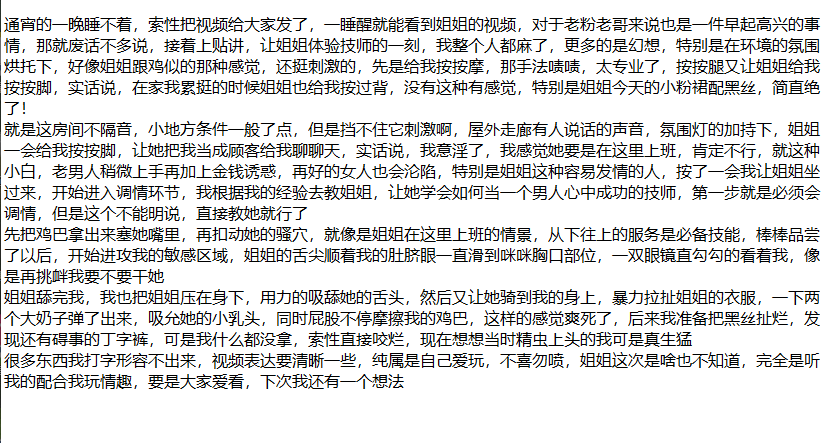 通宵的一晚睡不着，索性把视频给大家发了，一睡醒就能看到姐姐的视频，对于老粉老哥来说也是一件早起高兴的事
情，那就废话不多说，接着上贴讲，让姐姐体验技师的一刻，我整个人都麻了，更多的是幻想，特别是在环境的氛围
烘托下，好像姐姐跟鸡似的那种感觉，还挺刺激的，先是给我按按摩，那手法啧啧，太专业了，按按腿又让姐姐给我
按按脚，实话说，在家我累挺的时候姐姐也给我按过背，没有这种有感觉，特别是姐姐今天的小粉裙配黑丝，简直绝
了！
就是这房间不隔音，小地方条件一般了点，但是挡不住它刺激啊，屋外走廊有人说话的声音，氛围灯的加持下，姐姐
一会给我按按脚，让她把我当成顾客给我聊聊天，实话说，我意淫了，我感觉她要是在这里上班，肯定不行，就这种
小白，老男人稍微上手再加上金钱诱惑，再好的女人也会沦陷，特别是姐姐这种容易发情的人，按了一会我让姐姐坐
过来，开始进入调情环节，我根据我的经验去教姐姐，让她学会如何当一个男人心中成功的技师，第一步就是必须会
调情，但是这个不能明说，直接教她就行了
先把鸡巴拿出来塞她嘴里，再扣动她的骚穴，就像是姐姐在这里上班的情景，从下往上的服务是必备技能，棒棒品尝
了以后，开始进攻我的敏感区域，姐姐的舌尖顺着我的肚脐眼一直滑到咪咪胸口部位，一双眼镜直勾勾的看着我，像
是再挑衅我要不要干她
姐姐舔完我，我也把姐姐压在身下，用力的吸舔她的舌头，然后又让她骑到我的身上，暴力拉扯姐姐的衣服，一下两
个大奶子弹了出来，吸允她的小乳头，同时屁股不停摩擦我的鸡巴，这样的感觉爽死了，后来我准备把黑丝扯烂，发
现还有碍事的丁字裤，可是我什么都没拿，索性直接咬烂，现在想想当时精虫上头的我可是真生猛
很多东西我打字形容不出来，视频表达要清晰一些，纯属是自己爱玩，不喜勿喷，姐姐这次是啥也不知道，完全是听
我的配合我玩情趣，要是大家爱看，下次我还有一个想法